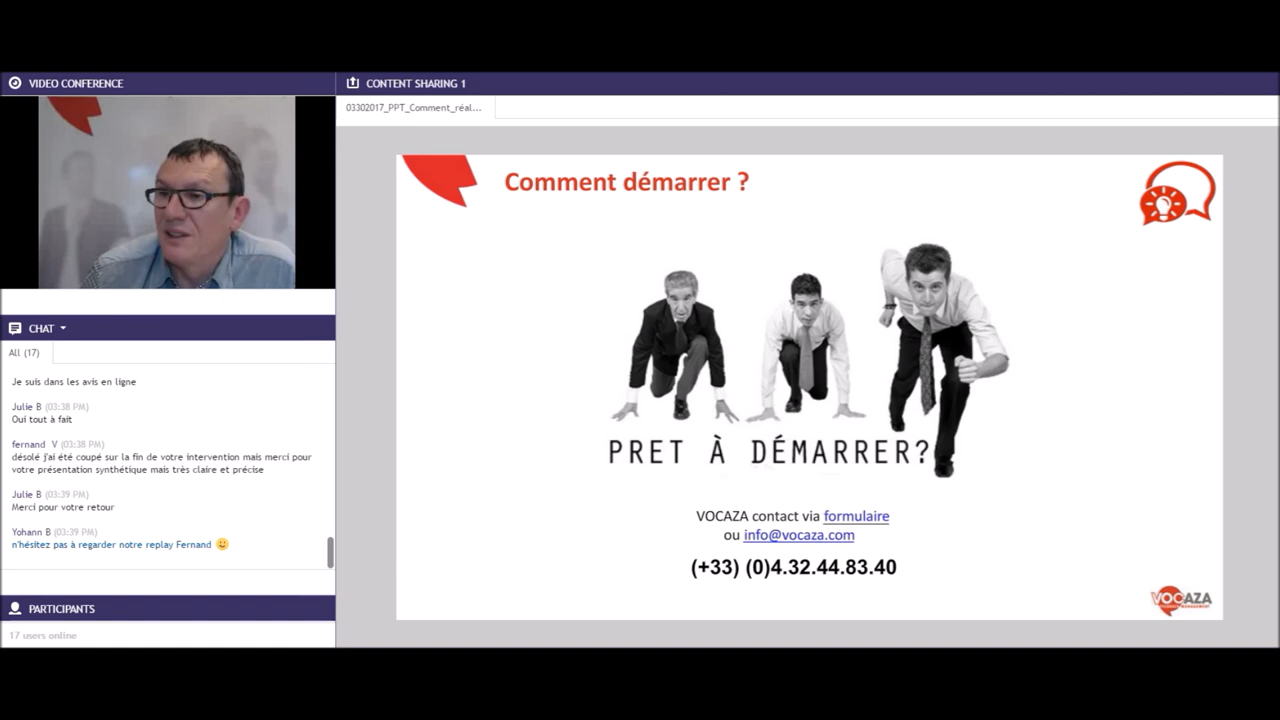 VIDEO CONFERENCE
CONTENT SHARING 1
03302017_PPT_Comment_réal...
Comment démarrer ?
PRET À DÉMARRER?
VOCAZA contact via formulaire
ou info@vocaza.com
(+33) (0)4.32.44.83.40
VOCAZA
CHAT
All (17)
Je suis dans les avis en ligne
Julie B (03:38 PM)
Oui tout à fait
fernand V (03:38 PM)
désolé j'ai été coupé sur la fin de votre intervention mais merci pour
votre présentation synthétique mais très claire et précise
Julie B (03:39 PM)
Merci pour votre retour
Yohann B (03:39 PM)
n'hésitez pas à regarder notre replay Fernand
PARTICIPANTS
17 users online